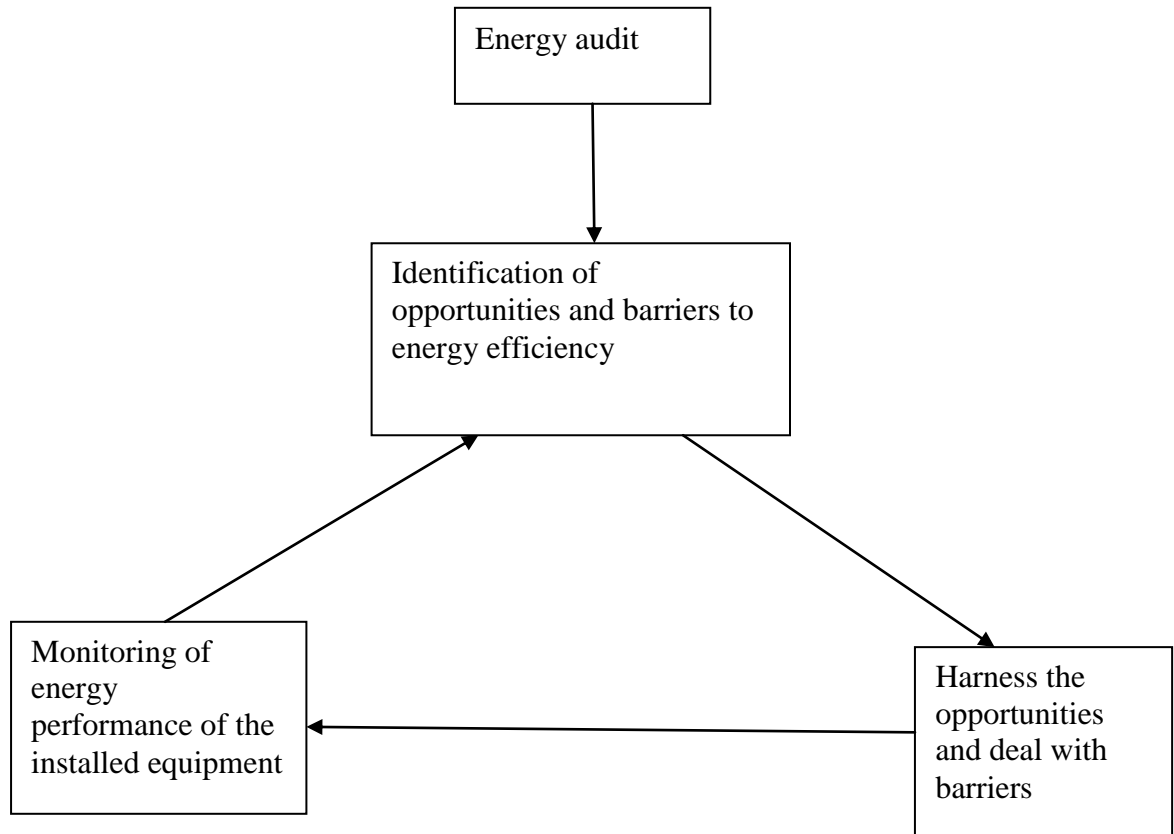 Energy audit
Identification of
opportunities and barriers to
energy efficiency
Monitoring of
energy
performance of the
installed equipment
Harness the
opportunities
and deal with
barriers